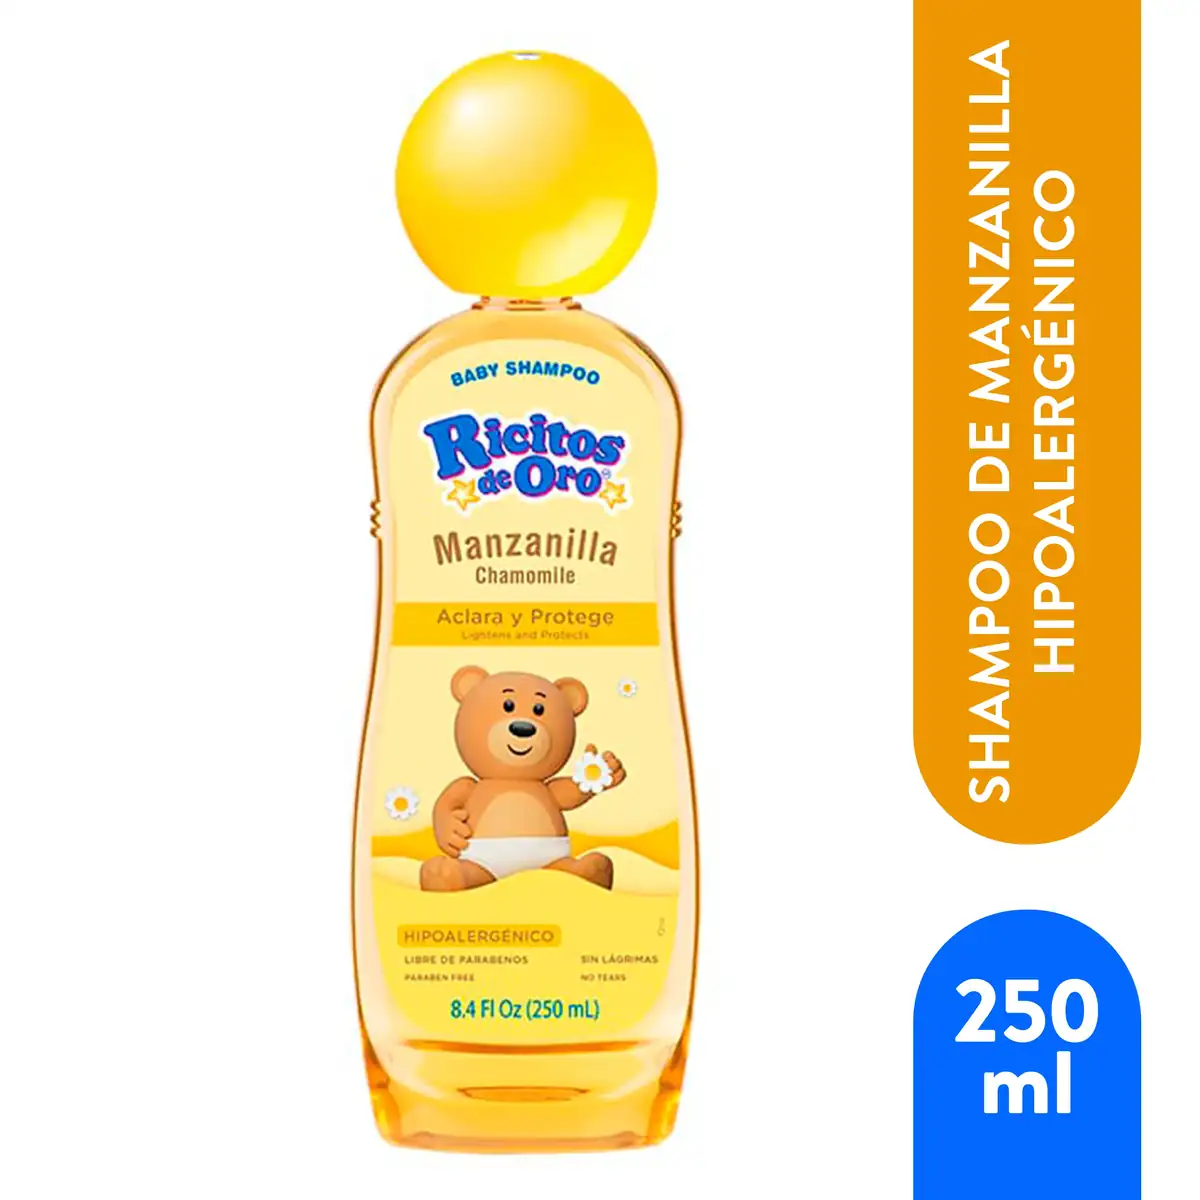 BABY SHAMPOO
Ricitos
de Oro®
Manzanilla
Chamomile
Aclara y Protege
Lightens and Protects
HIPOALERGÉNICO
LIBRE DE PARABENOS
PARABEN FREE
SIN LÁGRIMAS
NO TEARS
8.4 Fl Oz (250 mL)
SHAMPOO DE MANZANILLA
HIPOALERGÉNICO
250
ml